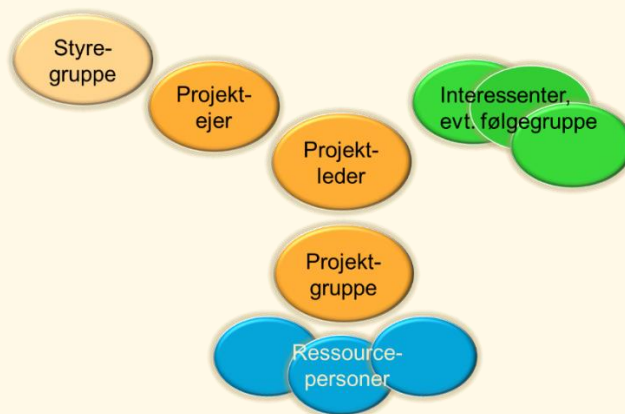 Styre-
gruppe
Projekt-
ejer
Interessenter,
evt. følgegruppe
Projekt-
leder
Projekt-
gruppe
Ressource-
personer